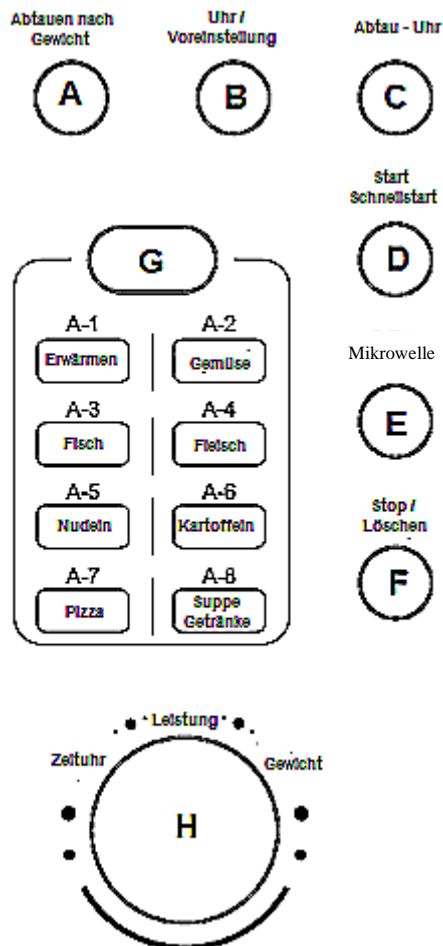 Abtauen nach
Gewicht
Uhr /
Voreinstellung
Abtau - Uhr
A
B
C
Start
Schnellstart
D
G
A-1
A-2
Erwärmen
Gemüse
Mikrowelle
A-3
A-4
Fisch
Fleisch
E
A-5
A-6
Nudeln
Kartoffeln
Stop /
Löschen
A-7
A-8
F
Pizza
Suppe
Getränke
Leistung
Zeituhr
Gewicht
H